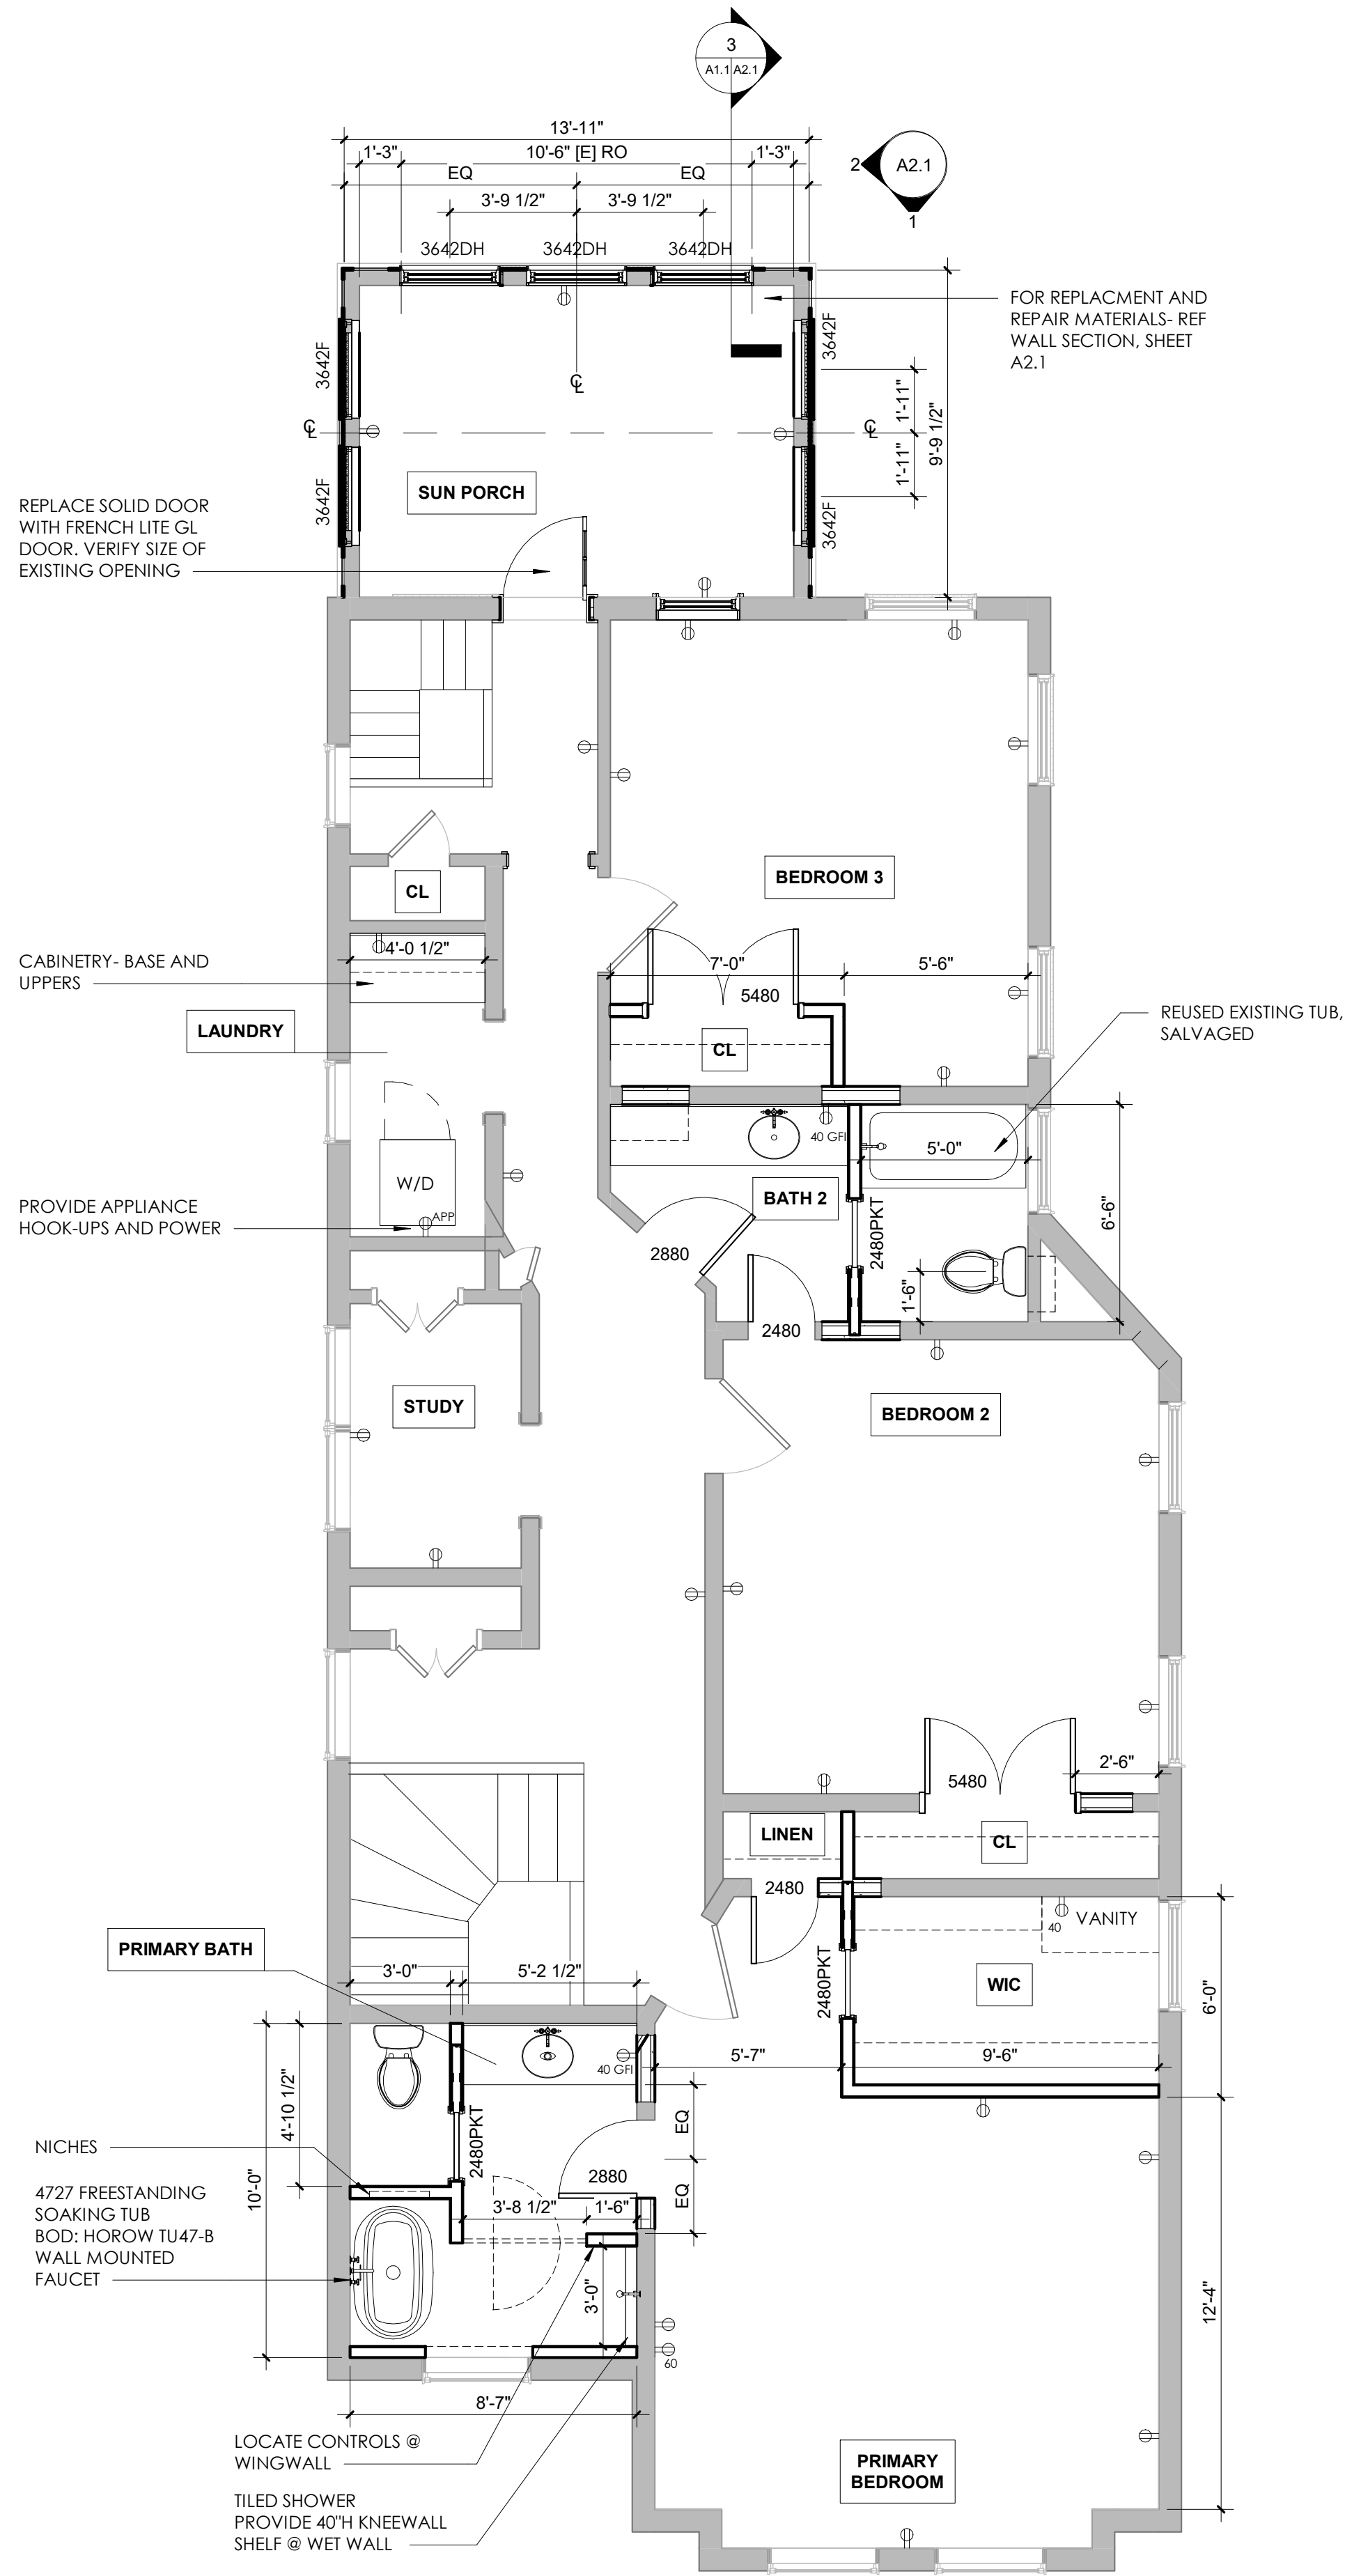 3
A1.1 A2.1
13'-11"
1'-3" 10'-6" [E] RO 1'-3"
EQ EQ
3'-9 1/2" 3'-9 1/2"
2 A2.1
1
3642DH 3642DH 3642DH
FOR REPLACMENT AND
REPAIR MATERIALS- REF
WALL SECTION, SHEET
A2.1
3642F
3642F
1'-11"
9'-9 1/2"
1'-11"
CL
CL
CL
3642F
3642F
SUN PORCH
REPLACE SOLID DOOR
WITH FRENCH LITE GL
DOOR. VERIFY SIZE OF
EXISTING OPENING
BEDROOM 3
CL
4'-0 1/2"
CABINETRY- BASE AND
UPPERS
7'-0" 5'-6"
5480
REUSED EXISTING TUB,
SALVAGED
LAUNDRY
CL
40 GFI
5'-0"
W/D
BATH 2
PROVIDE APPLIANCE
HOOK-UPS AND POWER
APP
2880
2480PKT
6'-6"
1'-6"
2480
STUDY
BEDROOM 2
5480
2'-6"
LINEN
CL
2480
40
VANITY
PRIMARY BATH
3'-0" 5'-2 1/2"
2480PKT
WIC
6'-0"
40 GFI
5'-7" 9'-6"
4'-10 1/2"
2480PKT
EQ
NICHES
2880
10'-0"
4727 FREESTANDING
SOAKING TUB
BOD: HOROW TU47-B
WALL MOUNTED
FAUCET
3'-8 1/2" 1'-6"
EQ
3'-0"
12'-4"
60
8'-7"
LOCATE CONTROLS @
WINGWALL
PRIMARY
BEDROOM
TILED SHOWER
PROVIDE 40"H KNEEWALL
SHELF @ WET WALL